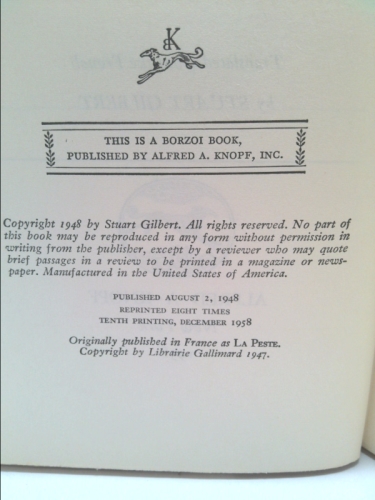 BK
THIS IS A BORZOI BOOK,
PUBLISHED BY ALFRED A. KNOPF, INC.
Copyright 1948 by Stuart Gilbert. All rights reserved. No part of
this book may be reproduced in any form without permission in
writing from the publisher, except by a reviewer who may quote
brief passages in a review to be printed in a magazine or news-
paper. Manufactured in the United States of America.
PUBLISHED AUGUST 2, 1948
REPRINTED EIGHT TIMES
TENTH PRINTING, DECEMBER 1958
Originally published in France as LA PESTE.
Copyright by Librairie Gallimard 1947.